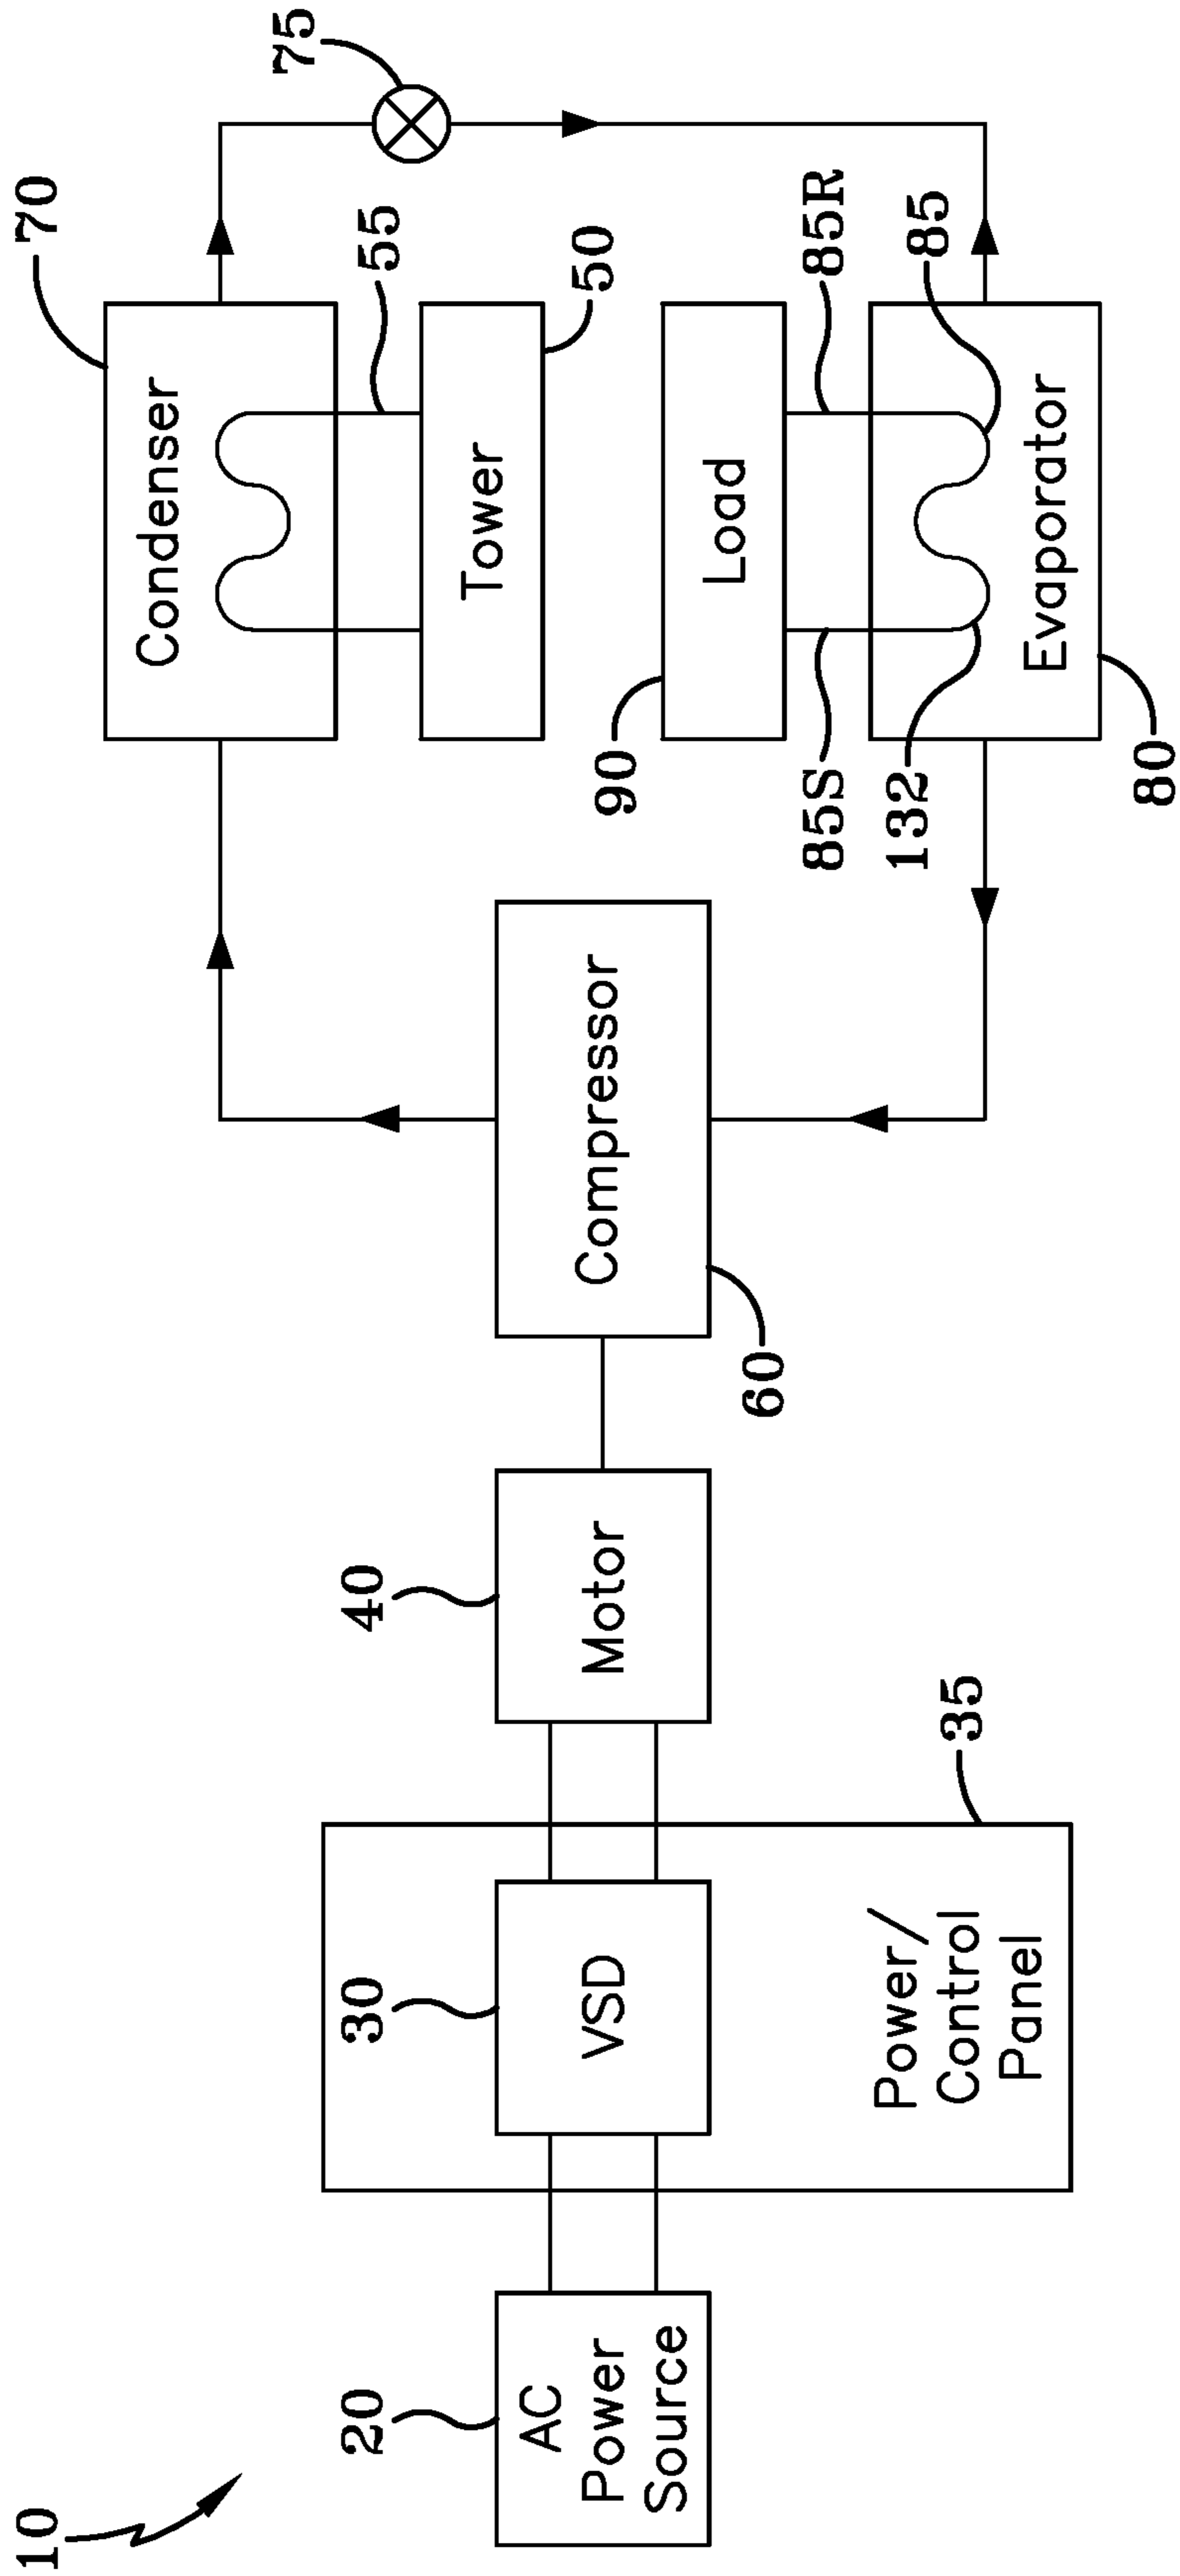 10
20
AC
Power
Source
30
VSD
35
Power/
Control
Panel
40
Motor
60
Compressor
70
Condenser
75
55
Tower
50
90
Load
85S
85R
132
85
Evaporator
80